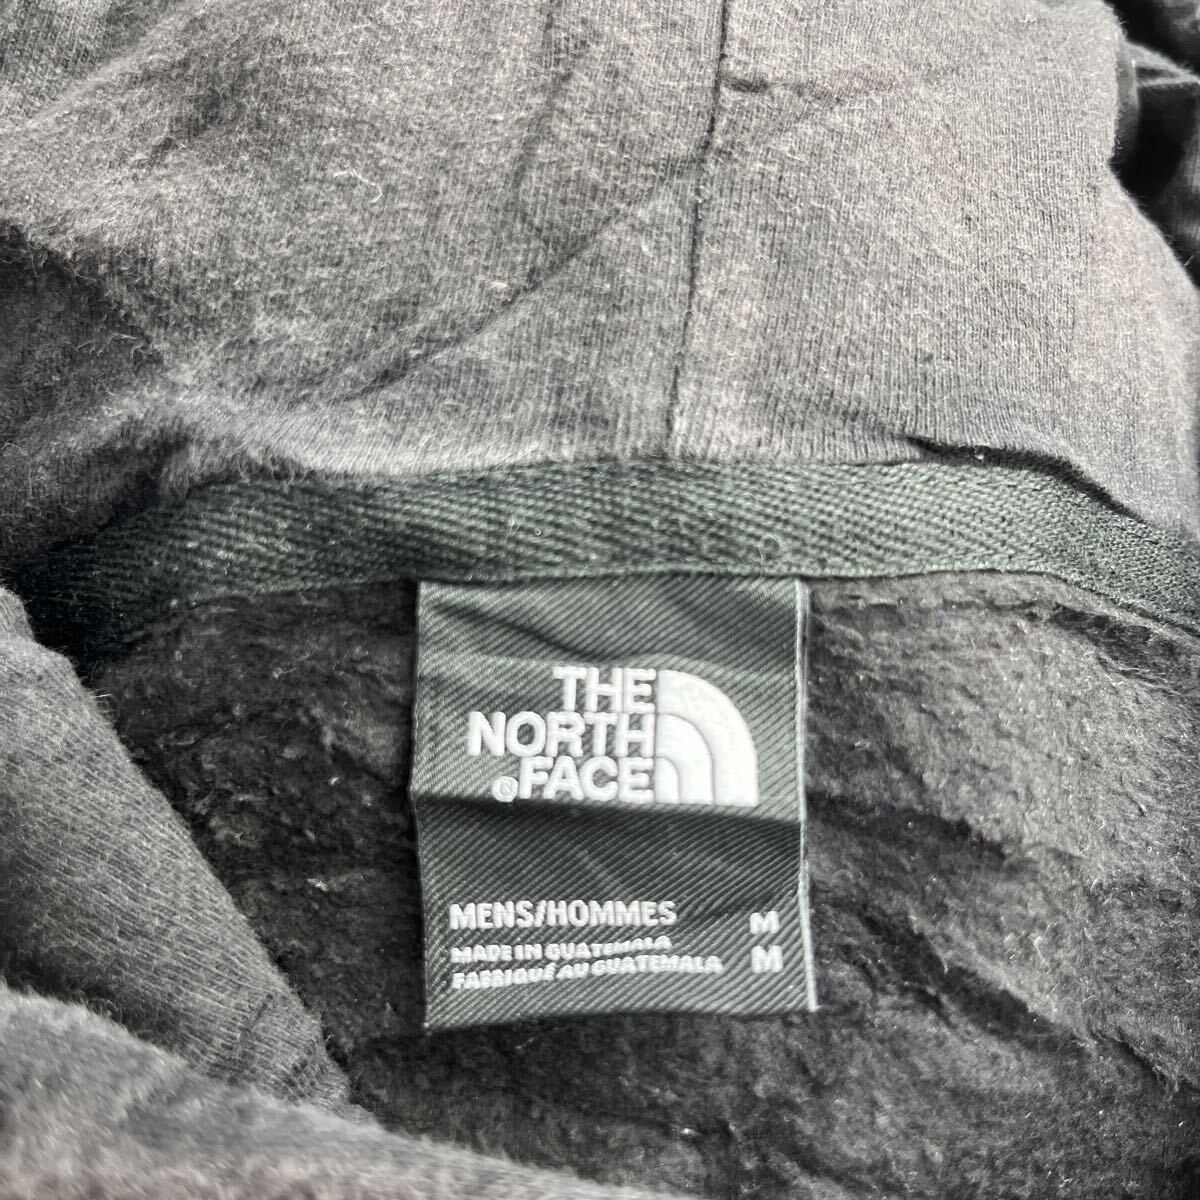 THE
NORTH
®FACE
MENS/HOMMES M
MADE IN GUATEMALA
FABRIQUÉ AU GUATEMALA M